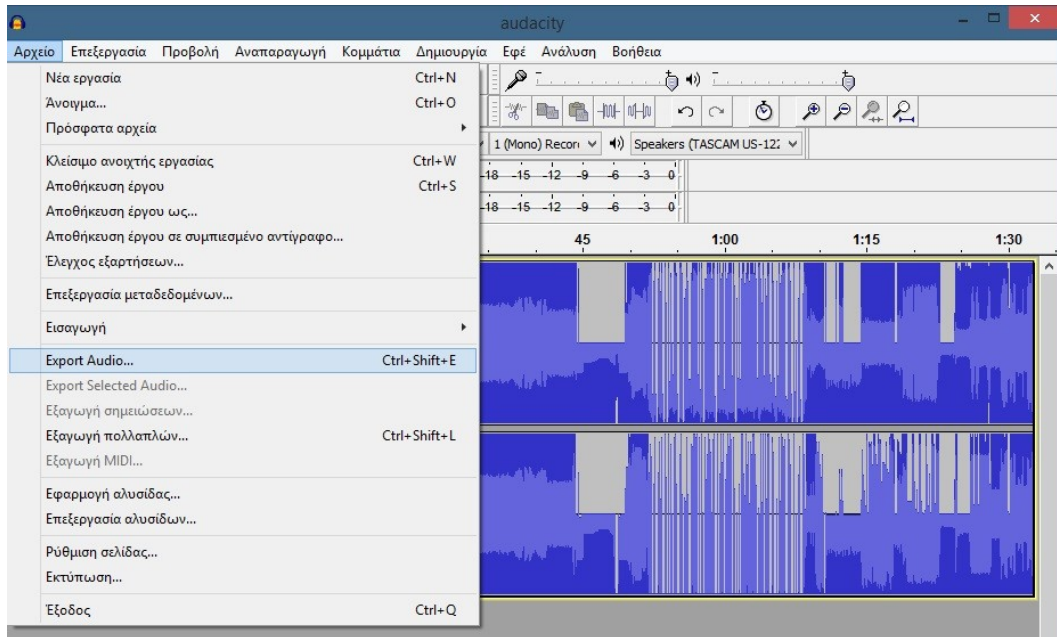 audacity
Αρχείο Επεξεργασία Προβολή Αναπαραγωγή Κομμάτια Δημιουργία Εφέ Ανάλυση Βοήθεια
Νέα εργασία Ctrl+N
Άνοιγμα... Ctrl+O
Πρόσφατα αρχεία
Κλείσιμο ανοιχτής εργασίας Ctrl+W
Αποθήκευση έργου Ctrl+S
Αποθήκευση έργου ως...
Αποθήκευση έργου σε συμπιεσμένο αντίγραφο...
Έλεγχος εξαρτήσεων...
Επεξεργασία μεταδεδομένων...
Εισαγωγή
Export Audio... Ctrl+Shift+E
Export Selected Audio...
Εξαγωγή σημειώσεων...
Εξαγωγή πολλαπλών... Ctrl+Shift+L
Εξαγωγή MIDI...
Εφαρμογή αλυσίδας...
Επεξεργασία αλυσίδων...
Ρύθμιση σελίδας...
Εκτύπωση...
Έξοδος Ctrl+Q
1 (Mono) Recor Speakers (TASCAM US-122
-18 -15 -12 -9 -6 -3 0
-18 -15 -12 -9 -6 -3 0
45 1:00 1:15 1:30